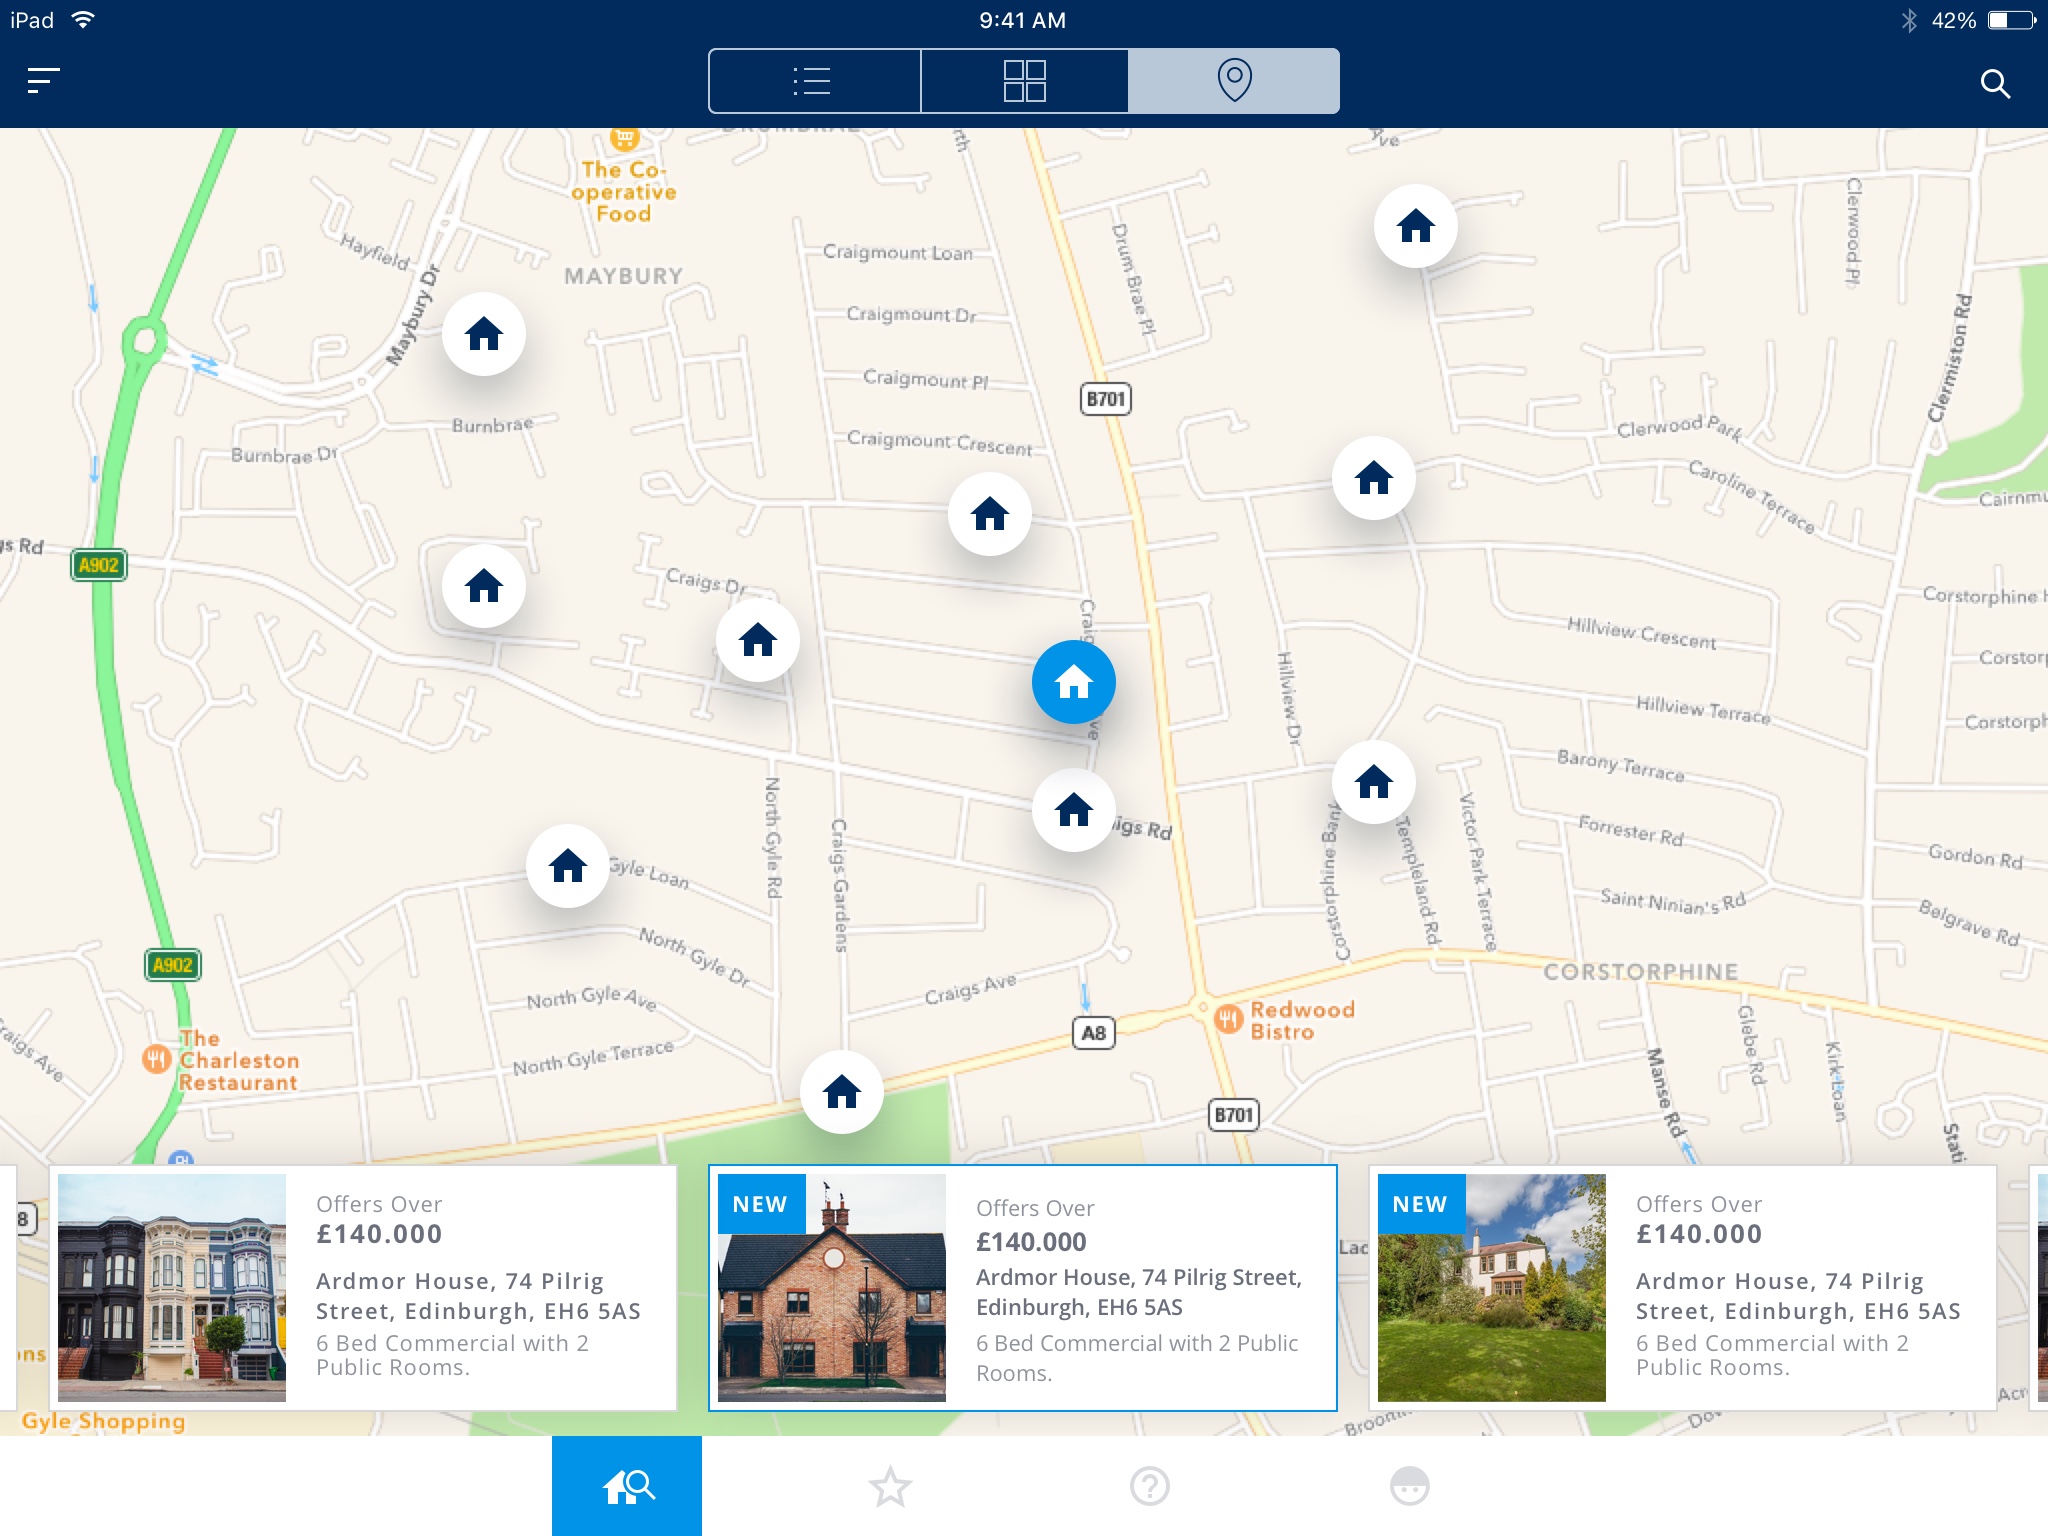 iPad
9:41 AM
42%
The Co-
operative
Food
Ave
Clerwood Pl
Hayfield
MAYBURY
Craigmount Loan
Drum Brae Pl
Maybury Dr
Craigmount Dr
Clermiston Rd
Craigmount Pl
B701
Burnbrae
Burnbrae Dr
Craigmount Crescent
Clerwood Park
Caroline Terrace
gs Rd
A902
Craigs Dr
Corstorphine
Hillview Crescent
Corstorp
Hillview Dr
Hillview Terrace
Corstorph
Barony Terrace
North Gyle Rd
Craigs Gardens
igs Rd
Corstorphine Bank
Templeland Rd
Victor Park Terrace
Forrester Rd
Gordon Rd
Gyle Loan
Saint Ninian's Rd
Belgrave Rd
North Gyle Dr
A902
CORSTORPHINE
Craigs Ave
North Gyle Ave
Redwood
Bistro
A8
The
Charleston
Restaurant
raigs Ave
North Gyle Terrace
Glebe Rd
Kirk Loan
Manse Rd
B701
Stati
8
Offers Over
£140.000
Ardmor House, 74 Pilrig
Street, Edinburgh, EH6 5AS
6 Bed Commercial with 2
Public Rooms.
NEW
Offers Over
£140.000
Ardmor House, 74 Pilrig Street,
Edinburgh, EH6 5AS
6 Bed Commercial with 2 Public
Rooms.
Lac
NEW
Offers Over
£140.000
Ardmor House, 74 Pilrig
Street, Edinburgh, EH6 5AS
6 Bed Commercial with 2
Public Rooms.
ons
Gyle Shopping